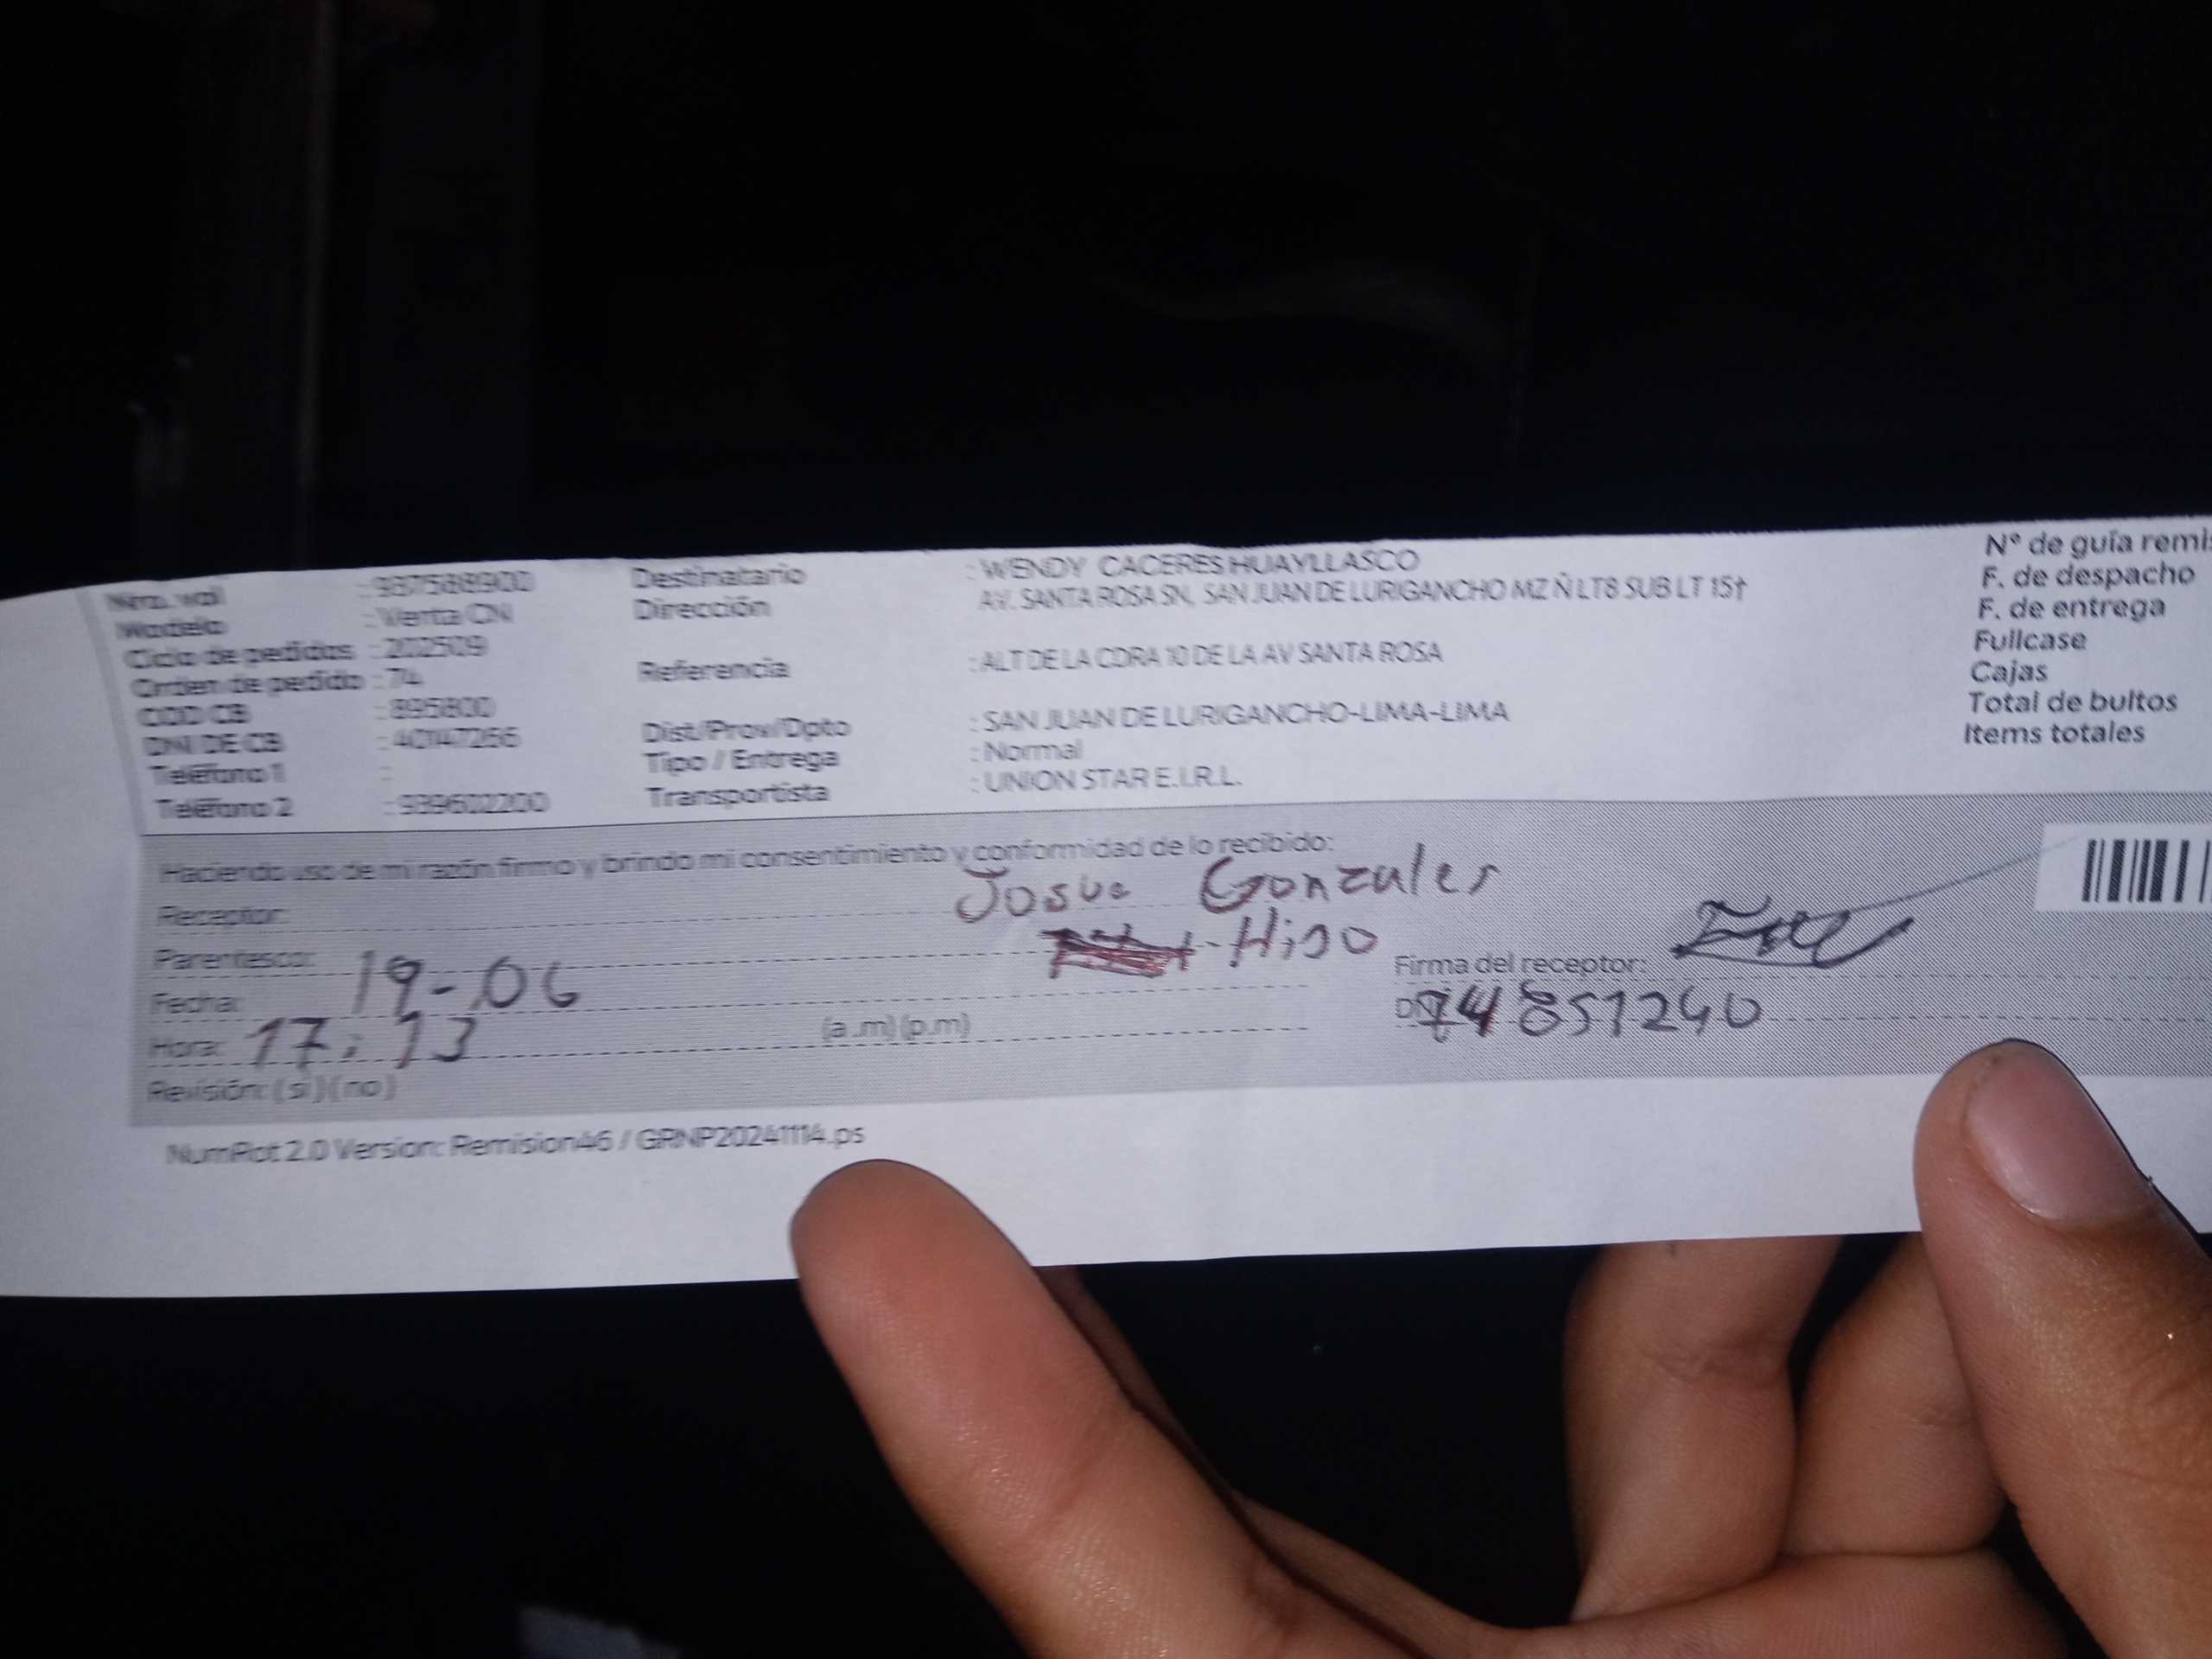 Nro. val : 937588900
Modelo : Venta CN
Ciclo de pedidos : 202509
Orden de pedido : 74
COD CB : 895800
DNI DE CB : 40147256
Teléfono 1 :
Teléfono 2 : 939602200
Destinatario : WENDY CACERES HUAYLLASCO
Dirección AV. SANTA ROSA SN, SAN JUAN DE LURIGANCHO MZ Ñ LT8 SUB LT 15†
Referencia : ALT DE LA CDRA 10 DE LA AV SANTA ROSA
Dist/Prov/Dpto : SAN JUAN DE LURIGANCHO-LIMA-LIMA
Tipo / Entrega : Normal
Transportista : UNION STAR E.I.R.L.
N° de guía remis
F. de despacho
F. de entrega
Fullcase
Cajas
Total de bultos
Items totales
Haciendo uso de mi razón firmo y brindo mi consentimiento y conformidad de lo recibido:
Receptor: Josue Gonzales
Parentesco: Hijo
Fecha: 19-06
Hora: 17:13 (a.m) (p.m)
Revisión: (si) (no)
Firma del receptor:
DNI 74851240
NumRot 2.0 Version: Remision46 / GRNP20241114.ps